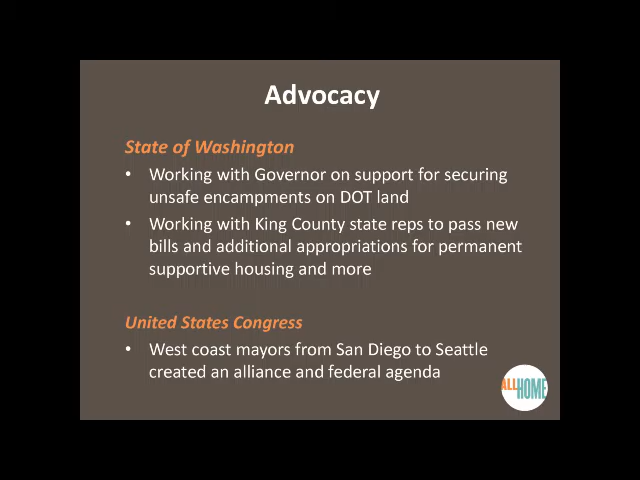 Advocacy
State of Washington
• Working with Governor on support for securing
unsafe encampments on DOT land
• Working with King County state reps to pass new
bills and additional appropriations for permanent
supportive housing and more
United States Congress
• West coast mayors from San Diego to Seattle
created an alliance and federal agenda
ALL HOME